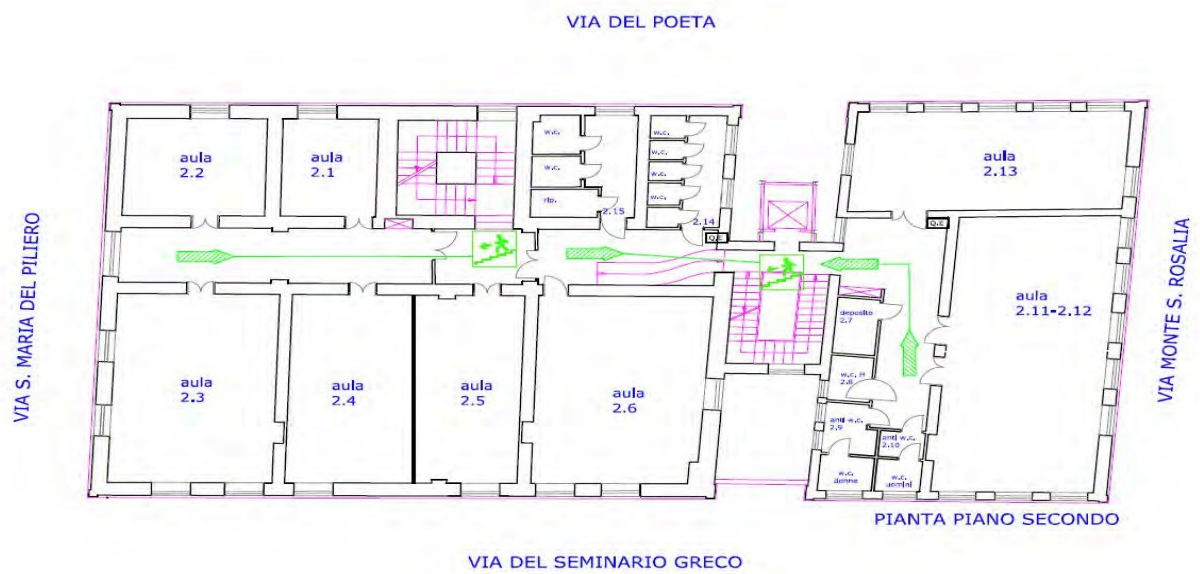 VIA DEL POETA
VIA S. MARIA DEL PILIERO
VIA MONTE S. ROSALIA
aula
2.2
aula
2.1
w.c.
w.c.
rip.
2.15
w.c.
w.c.
w.c.
w.c.
2.14
Q.E
aula
2.13
Q.E
aula
2.11-2.12
aula
2.3
aula
2.4
aula
2.5
aula
2.6
deposito
2.7
w.c. H
2.8
anti w.c.
2.9
anti w.c.
2.10
w.c.
donne
w.c.
uomini
PIANTA PIANO SECONDO
VIA DEL SEMINARIO GRECO